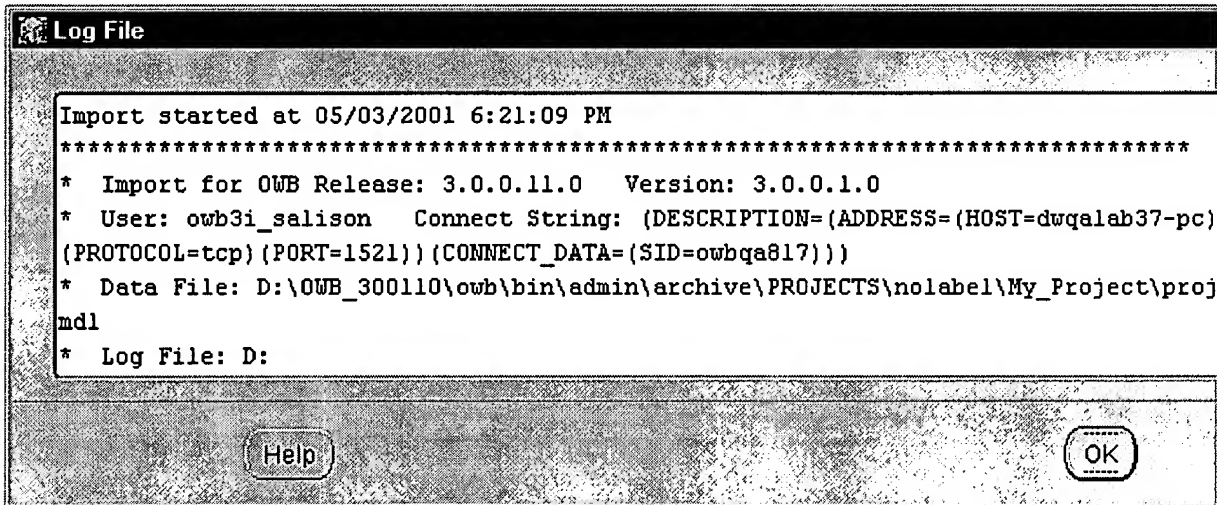 Log File
Import started at 05/03/2001 6:21:09 PM
********************************************************************************
* Import for OWB Release: 3.0.0.11.0 Version: 3.0.0.1.0
* User: owb3i_salison Connect String: (DESCRIPTION=(ADDRESS=(HOST=dwqalab37-pc)
(PROTOCOL=tcp)(PORT=1521))(CONNECT_DATA=(SID=owbqa817)))
* Data File: D:\OWB_300110\owb\bin\admin\archive\PROJECTS\nolabel\My_Project\proj
mdl
* Log File: D:
Help OK